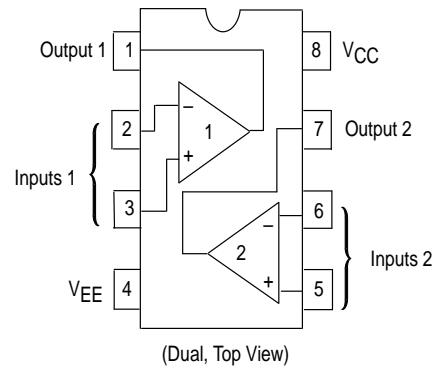 Output 1
1
8
VCC
2
−
1
+
7
Output 2
Inputs 1
3
6
−
2
+
Inputs 2
VEE
4
5
(Dual, Top View)